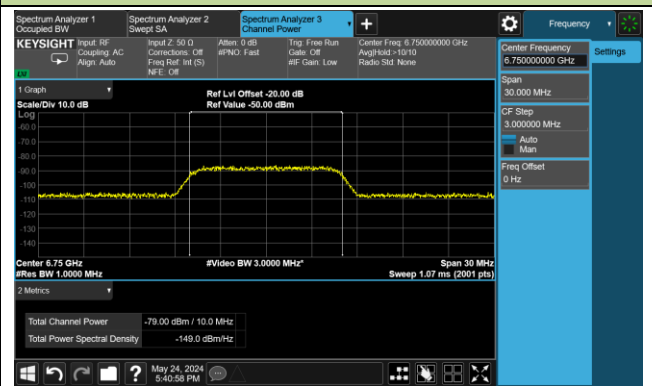 Spectrum Analyzer 1
Occupied BW
Spectrum Analyzer 2
Swept SA
Spectrum Analyzer 3
Channel Power
Frequency
KEYSIGHT
Input: RF
Coupling: AC
Align: Auto
Input Z: 50 Ω
Corrections: Off
Freq Ref: Int (S)
NFE: Off
Atten: 0 dB
#PNO: Fast
Trig: Free Run
Gate: Off
#IF Gain: Low
Center Freq: 6.750000000 GHz
Avg|Hold:>10/10
Radio Std: None
Center Frequency
6.750000000 GHz
Settings
Span
30.000 MHz
CF Step
3.000000 MHz
Auto
Man
Freq Offset
0 Hz
1 Graph
Scale/Div 10.0 dB
Ref Lvl Offset -20.00 dB
Ref Value -50.00 dBm
Log
-60.0
-70.0
-80.0
-90.0
-100
-110
-120
-130
-140
Center 6.75 GHz
#Res BW 1.0000 MHz
#Video BW 3.0000 MHz*
Span 30 MHz
Sweep 1.07 ms (2001 pts)
2 Metrics
Total Channel Power -79.00 dBm / 10.0 MHz
Total Power Spectral Density -149.0 dBm/Hz
May 24, 2024
5:40:58 PM